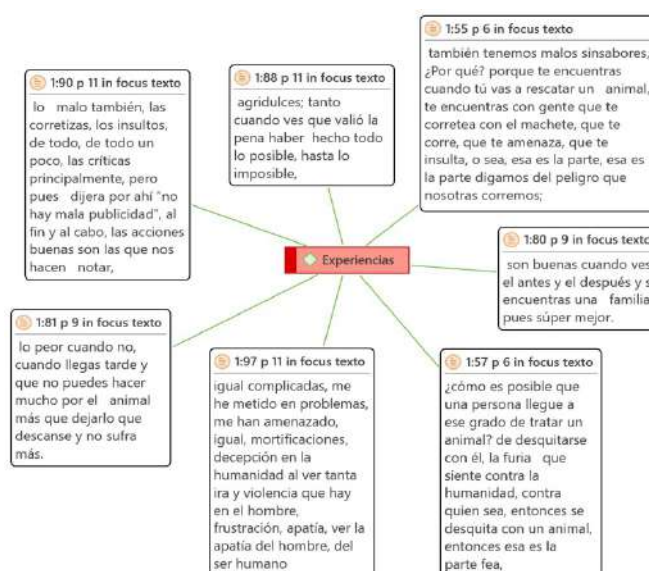 1:55 p 6 in focus texto
también tenemos malos sinsabores,
¿Por qué? porque te encuentras
cuando tú vas a rescatar un animal,
te encuentras con gente que te
corretea con el machete, que te
corre, que te amenaza, que te
insulta, o sea, esa es la parte, esa es
la parte digamos del peligro que
nosotras corremos;
1:90 p 11 in focus texto
lo malo también, las
corretizas, los insultos,
de todo, de todo un
poco, las críticas
principalmente, pero
pues dijera por ahí "no
hay mala publicidad", al
fin y al cabo, las acciones
buenas son las que nos
hacen notar,
1:88 p 11 in focus texto
agridulces; tanto
cuando ves que valió la
pena haber hecho todo
lo posible, hasta lo
imposible,
Experiencias
1:80 p 9 in focus texto
son buenas cuando ves
el antes y el después y s
encuentras una familia
pues súper mejor.
1:81 p 9 in focus texto
lo peor cuando no,
cuando llegas tarde y
que no puedes hacer
mucho por el animal
más que dejarlo que
descanse y no sufra
más.
1:97 p 11 in focus texto
igual complicadas, me
he metido en problemas,
me han amenazado,
igual, mortificaciones,
decepción en la
humanidad al ver tanta
ira y violencia que hay
en el hombre,
frustración, apatía, ver la
apatía del hombre, del
ser humano
1:57 p 6 in focus texto
¿cómo es posible que
una persona llegue a
ese grado de tratar un
animal? de desquitarse
con él, la furia que
siente contra la
humanidad, contra
quien sea, entonces se
desquita con un animal,
entonces esa es la
parte fea,